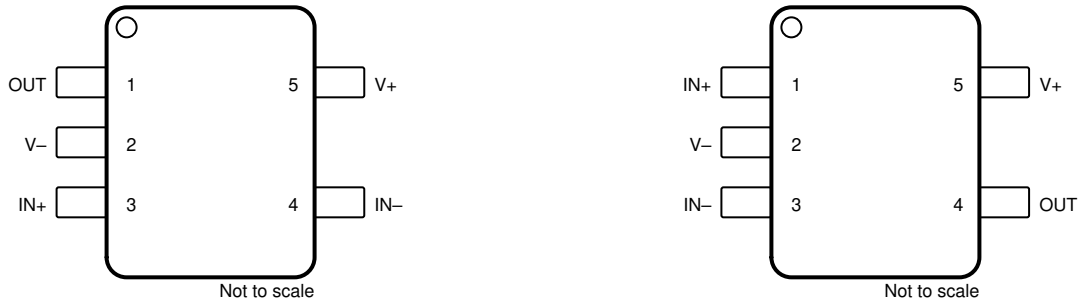 OUT 1 5 V+
V– 2
IN+ 3 4 IN–
Not to scale
IN+ 1 5 V+
V– 2
IN– 3 4 OUT
Not to scale